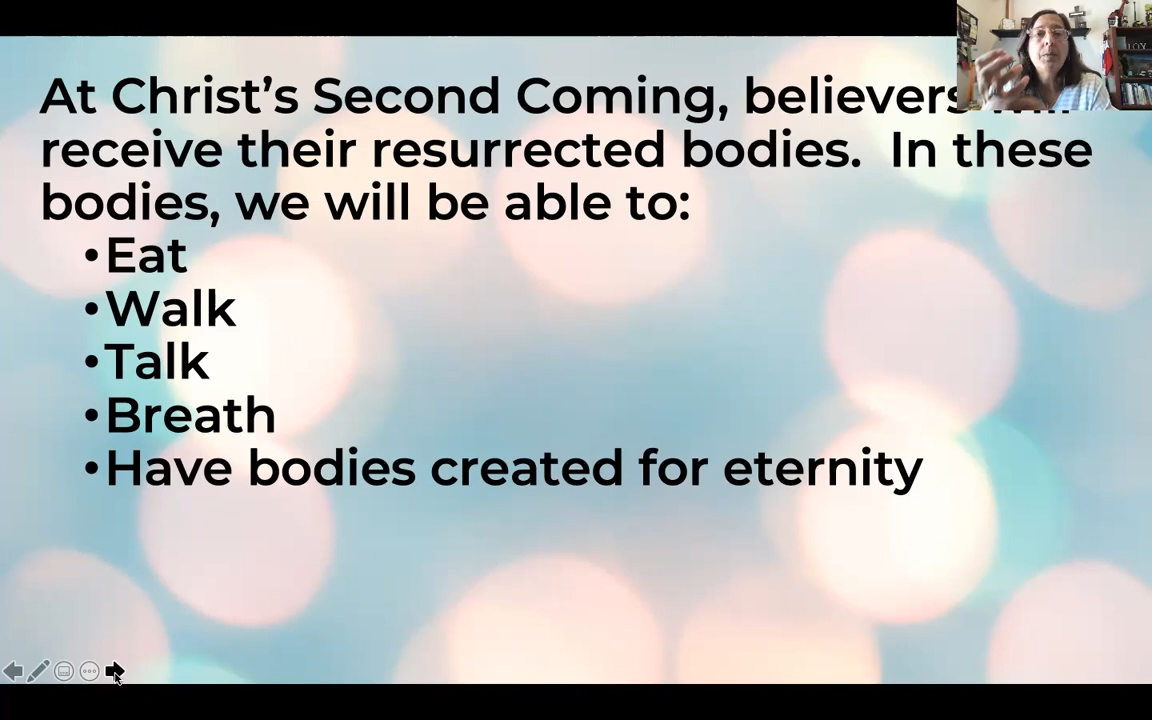 At Christ’s Second Coming, believers
receive their resurrected bodies.  In these
bodies, we will be able to:
•Eat
•Walk
•Talk
•Breath
•Have bodies created for eternity